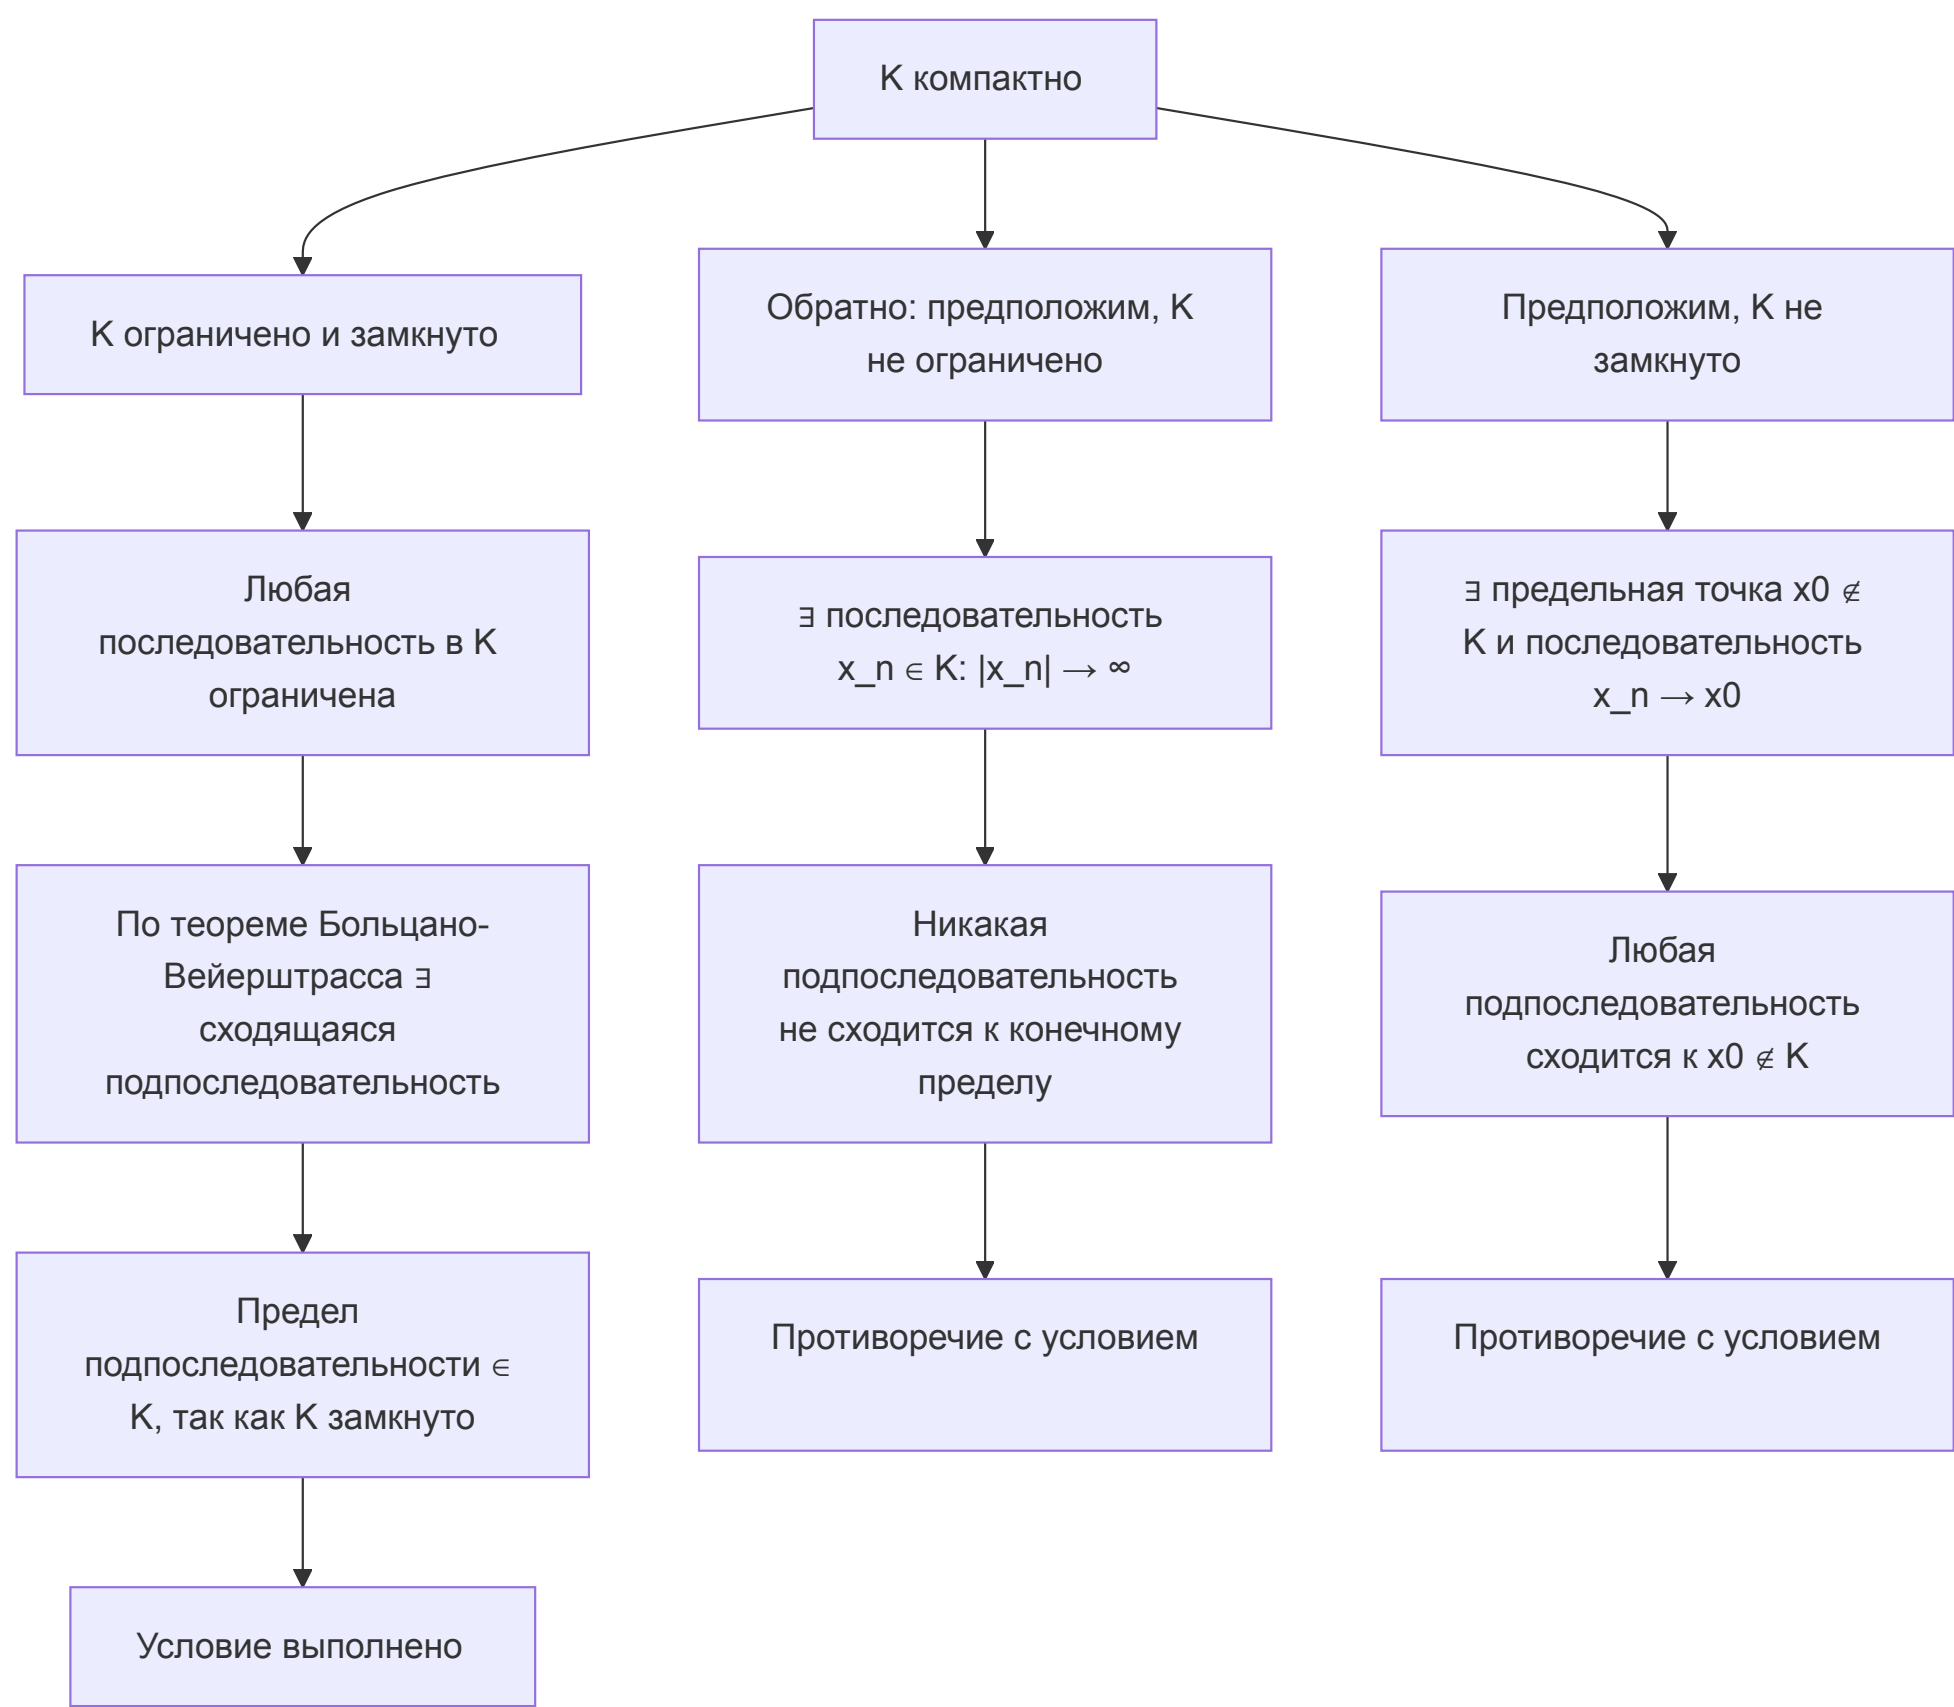 K компактно
K ограничено и замкнуто
Обратно: предположим, K
не ограничено
Предположим, K не
замкнуто
Любая
последовательность в K
ограничена
∃ последовательность
x_n ∈ K: |x_n| → ∞
∃ предельная точка x0 ∉
K и последовательность
x_n → x0
По теореме Больцано-
Вейерштрасса ∃
сходящаяся
подпоследовательность
Никакая
подпоследовательность
не сходится к конечному
пределу
Любая
подпоследовательность
сходится к x0 ∉ K
Предел
подпоследовательности ∈
K, так как K замкнуто
Противоречие с условием
Противоречие с условием
Условие выполнено